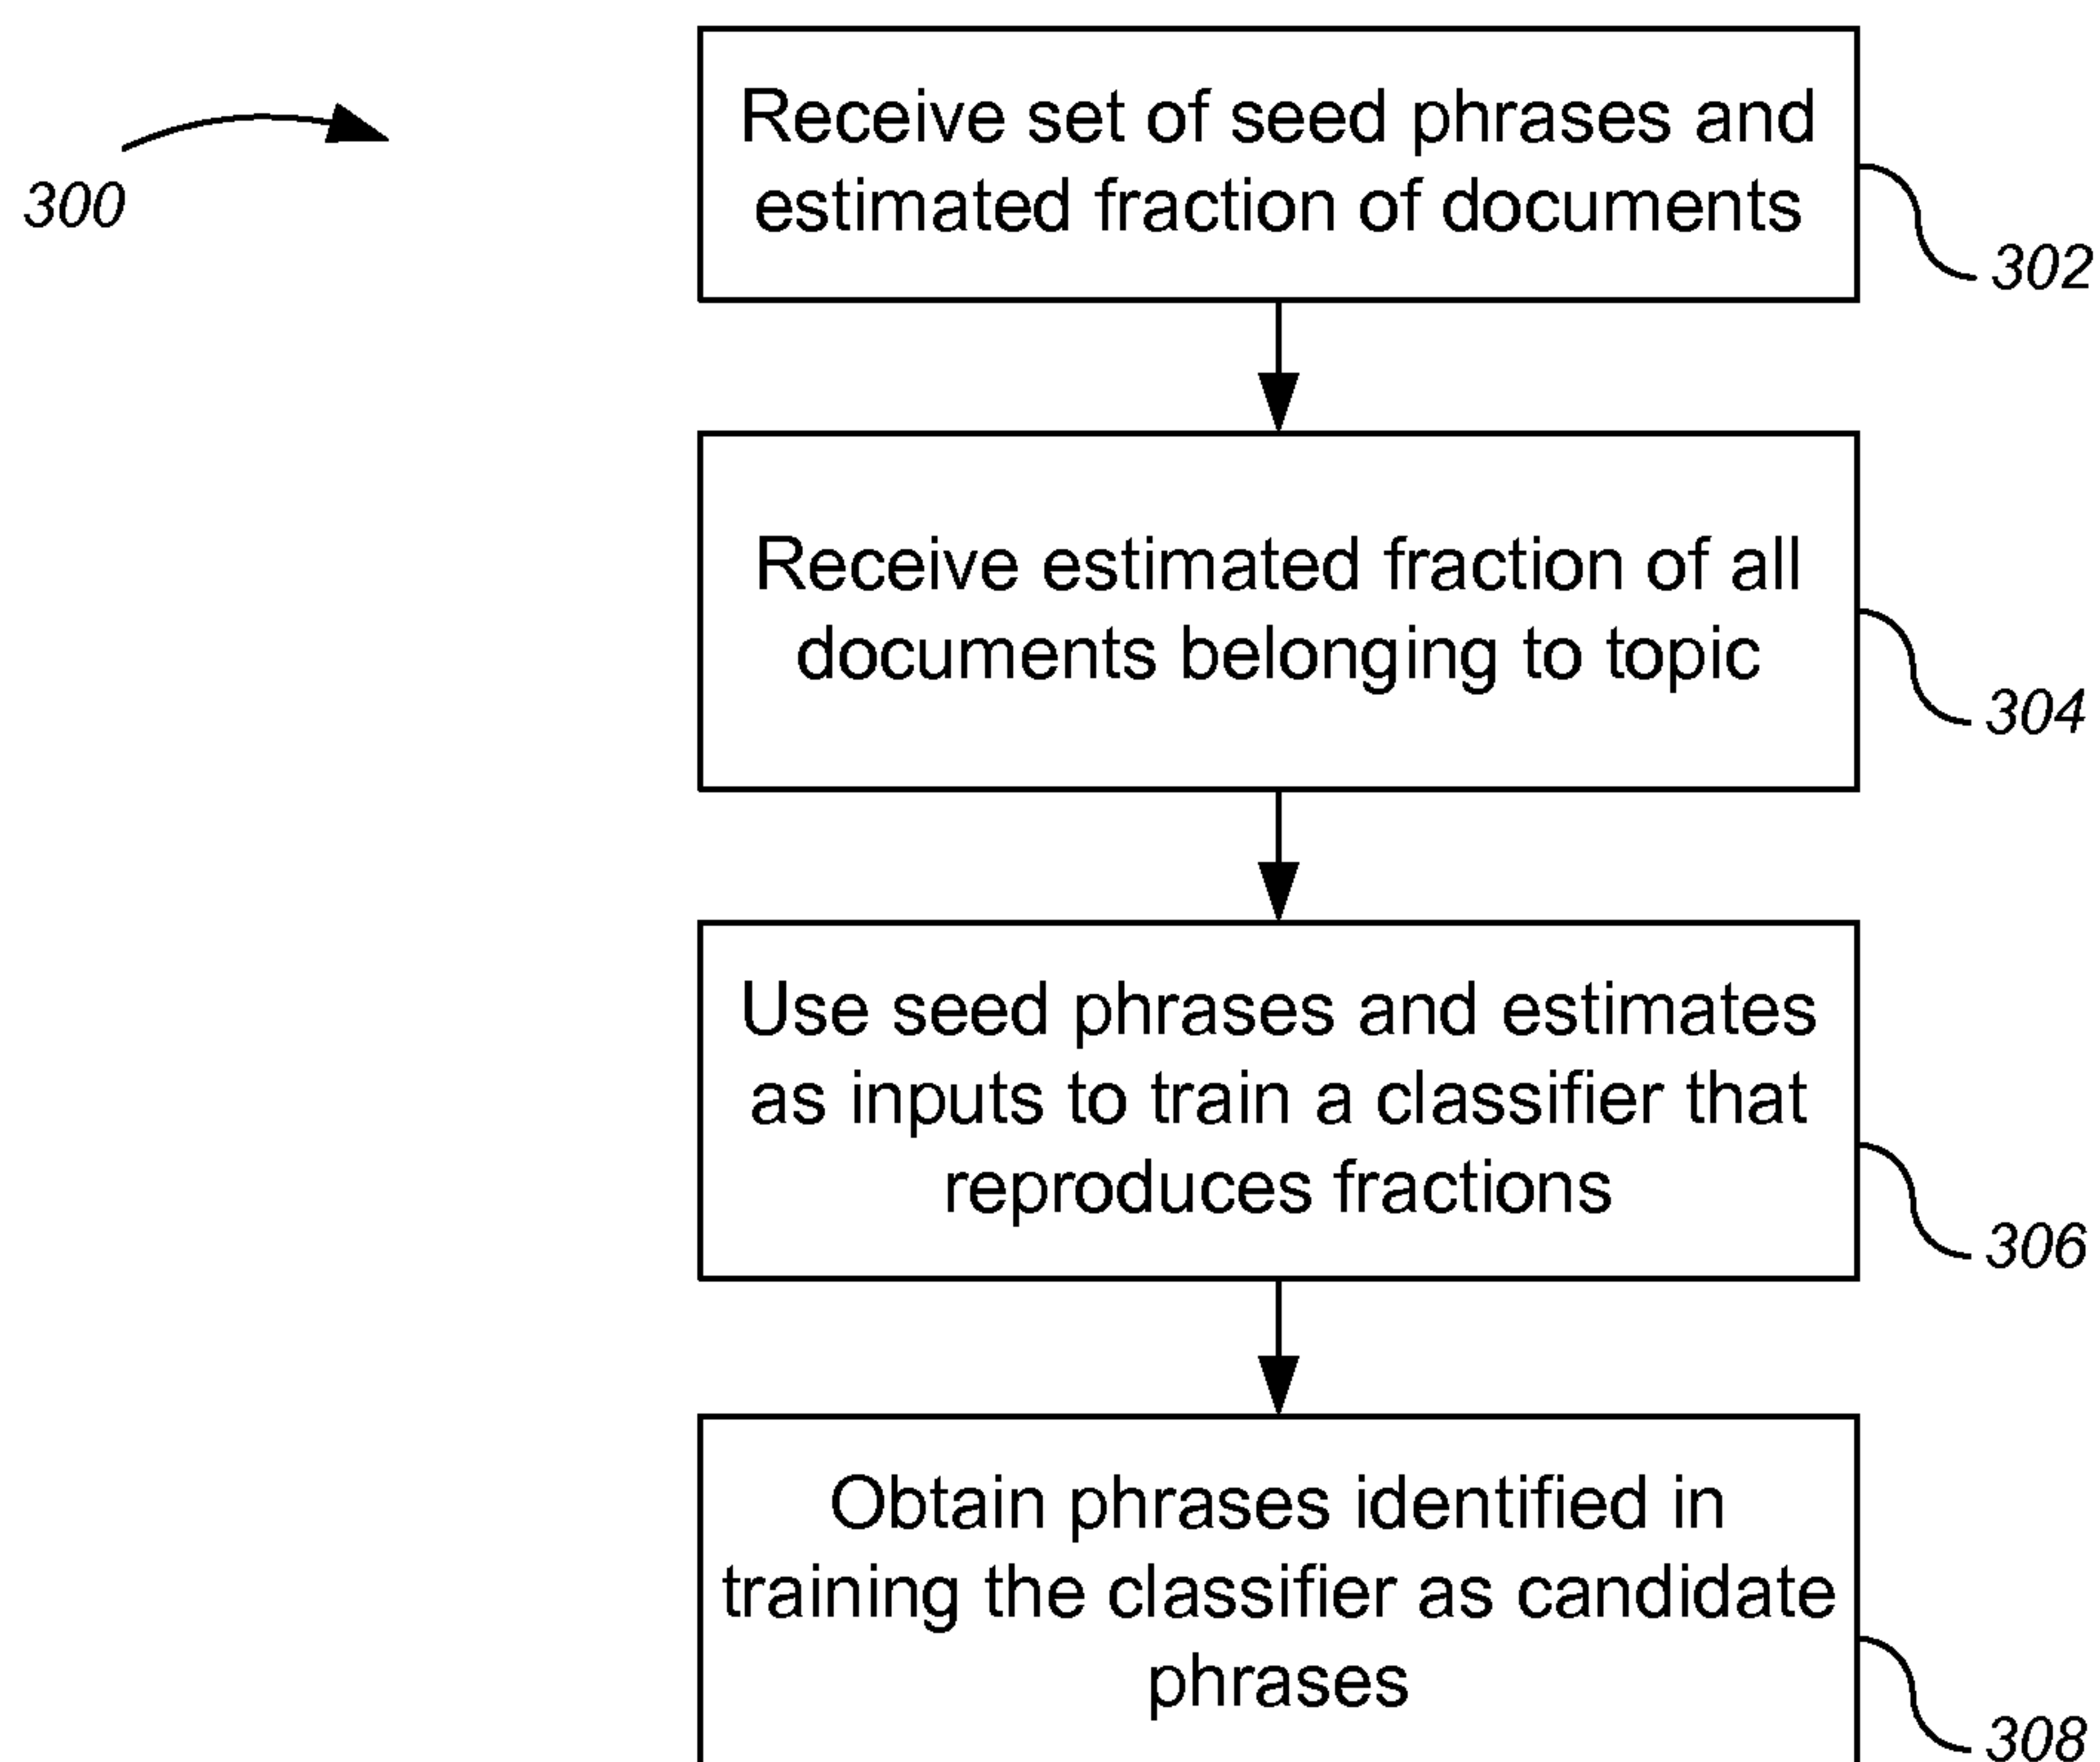 300
Receive set of seed phrases and
estimated fraction of documents
302
Receive estimated fraction of all
documents belonging to topic
304
Use seed phrases and estimates
as inputs to train a classifier that
reproduces fractions
306
Obtain phrases identified in
training the classifier as candidate
phrases
308